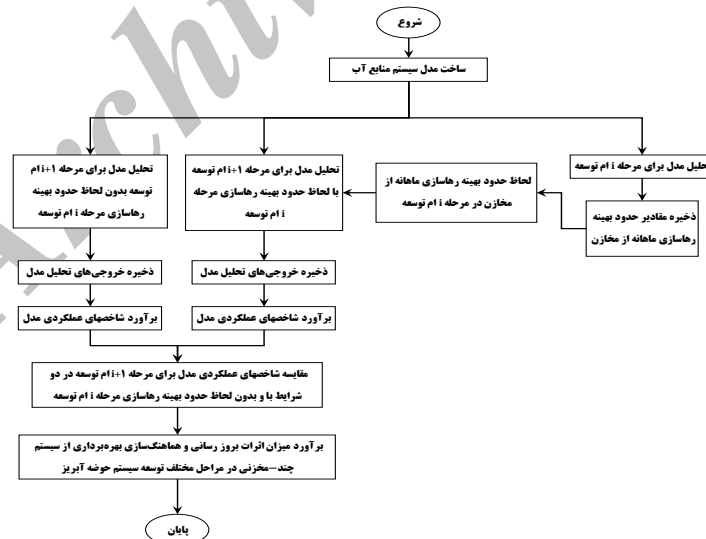 شروع
ساخت مدل سیستم منابع آب
تحلیل مدل برای مرحله i ام توسعه
ذخیره مقادیر حدود بهینه
رهاسازی ماهانه از مخازن
لحاظ حدود بهینه رهاسازی ماهانه از
مخازن در مرحله i ام توسعه
تحلیل مدل برای مرحله i+1 ام توسعه
با لحاظ حدود بهینه رهاسازی مرحله
i ام توسعه
تحلیل مدل برای مرحله i+1 ام
توسعه بدون لحاظ حدود بهینه
رهاسازی مرحله i ام توسعه
ذخیره خروجی‌های تحلیل مدل
ذخیره خروجی‌های تحلیل مدل
برآورد شاخصهای عملکردی مدل
برآورد شاخصهای عملکردی مدل
مقایسه شاخصهای عملکردی مدل برای مرحله i+1 ام توسعه در دو
شرایط با و بدون لحاظ حدود بهینه رهاسازی مرحله i ام توسعه
برآورد میزان اثرات بروز رسانی و هماهنگ‌سازی بهره‌برداری از سیستم
چند-مخزنی در مراحل مختلف توسعه سیستم حوضه آبریز
پایان
Archiv